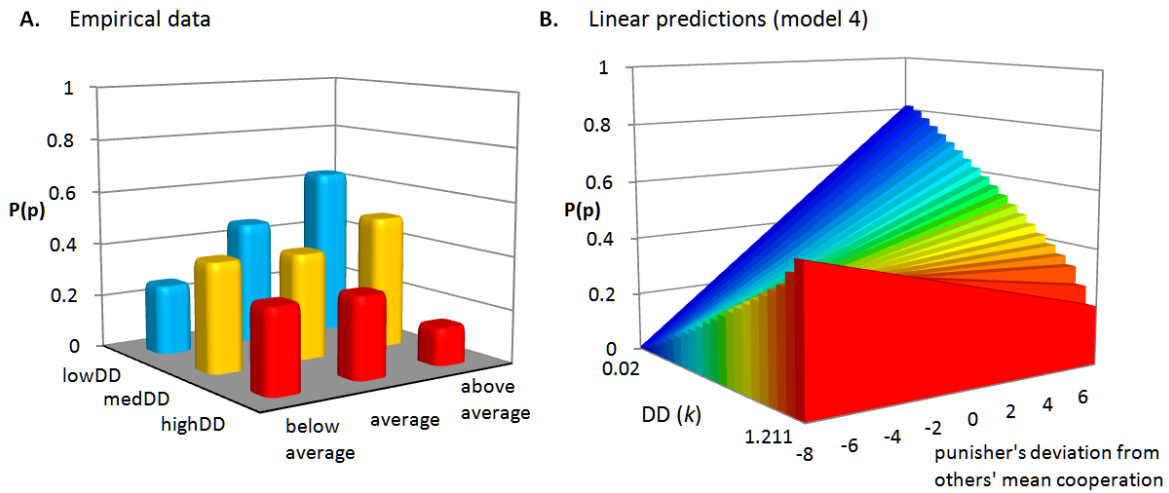 A. Empirical data
1
0.8
0.6
P(p)
0.4
0.2
0
lowDD
medDD
highDD
below
average
average
above
average
B. Linear predictions (model 4)
1
0.8
0.6
P(p)
0.4
0.2
0
0.02
DD (k)
1.211
-8
-6
-4
-2
0
2
4
6
punisher's deviation from
others' mean cooperation